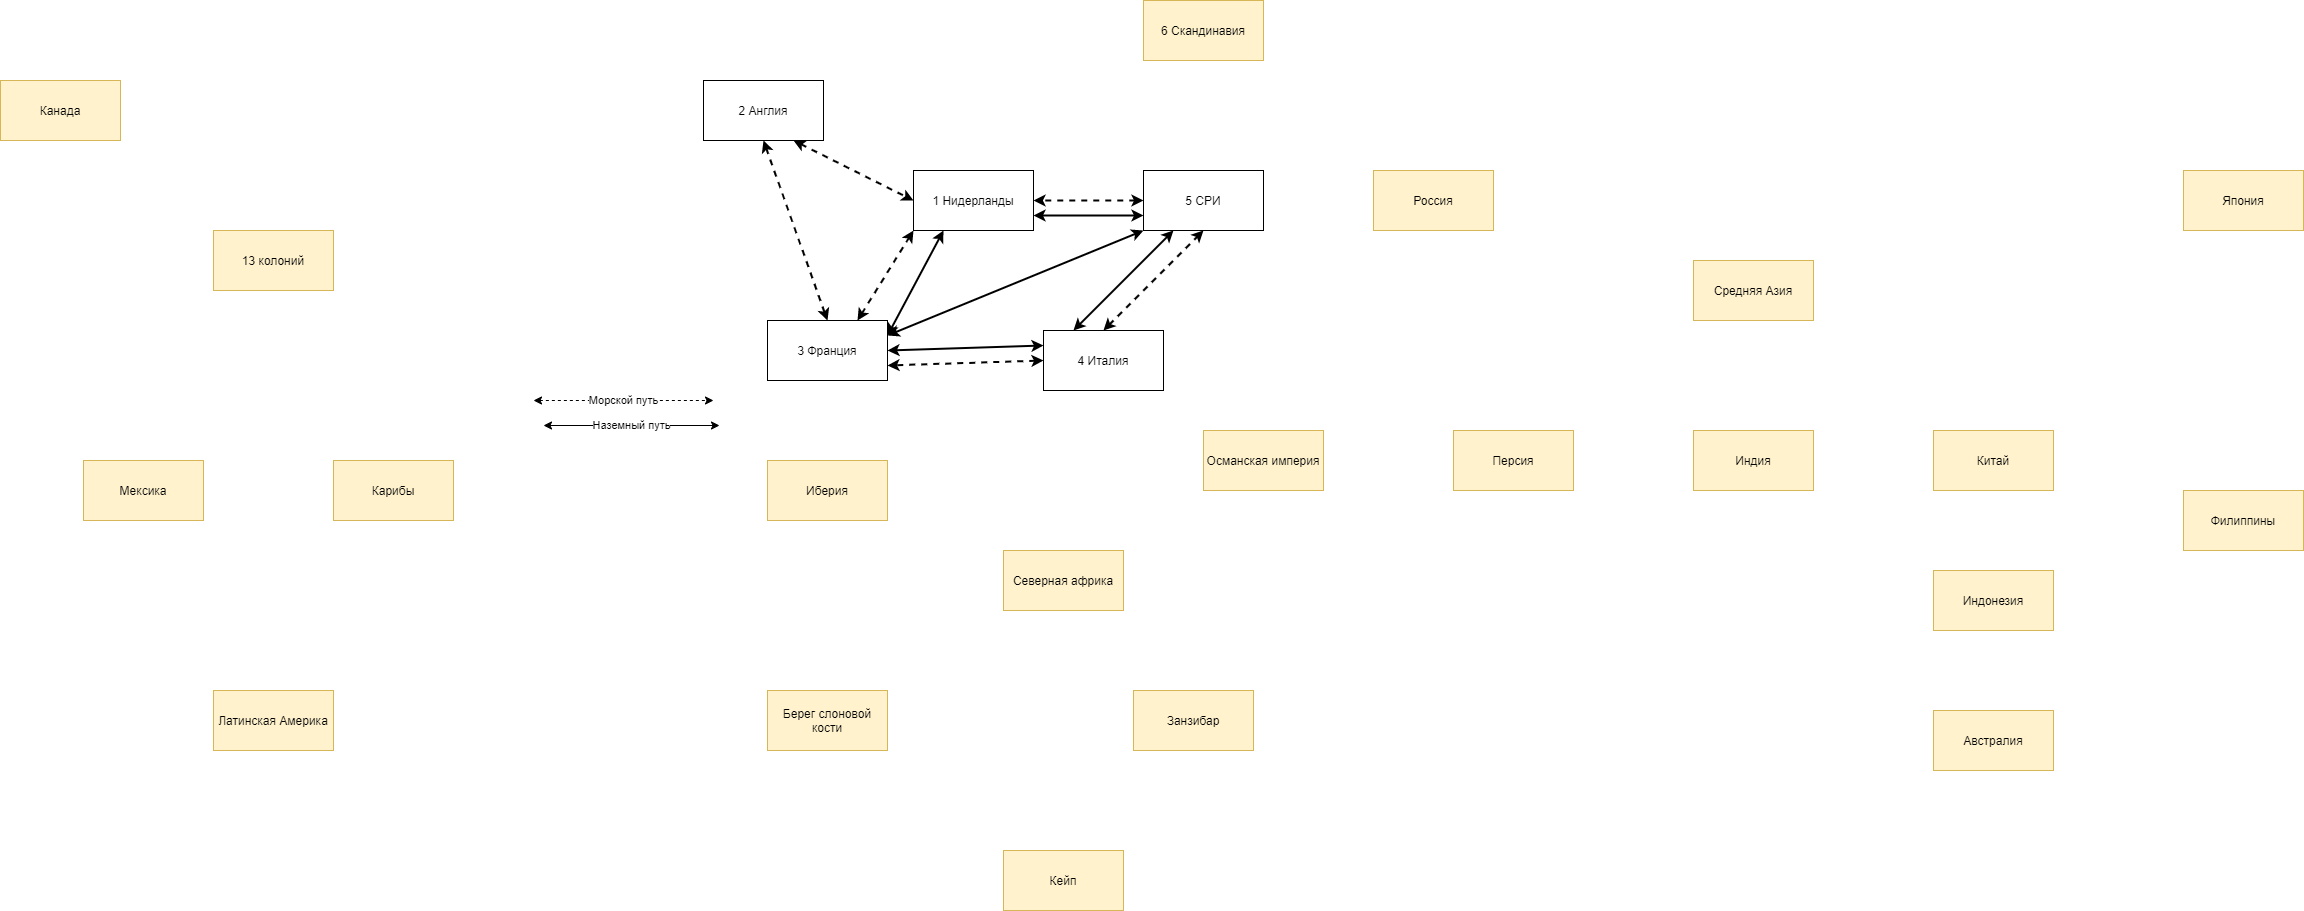 6 Скандинавия
Канада
2 Англия
1 Нидерланды
5 СРИ
Россия
Япония
13 колоний
Средняя Азия
3 Франция
4 Италия
Морской путь
Наземный путь
Османская империя
Персия
Индия
Китай
Мексика
Карибы
Иберия
Филиппины
Северная африка
Индонезия
Латинская Америка
Берег слоновой
кости
Занзибар
Австралия
Кейп